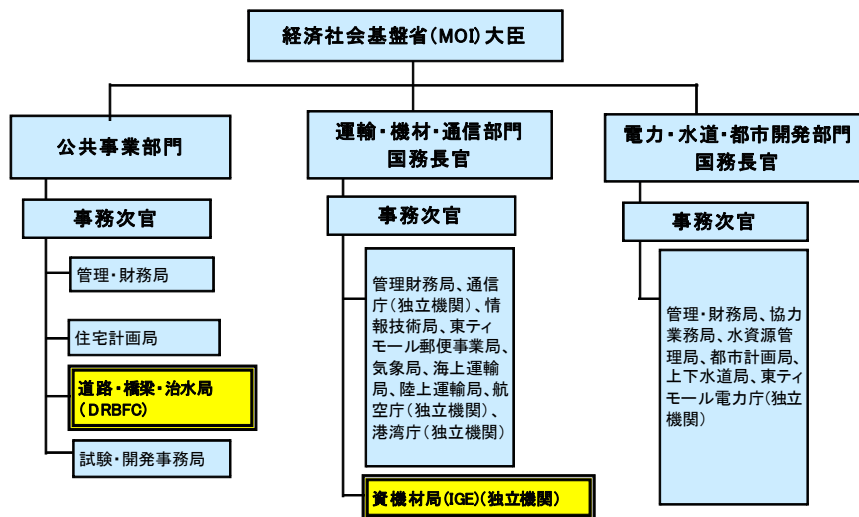 経済社会基盤省(MOI)大臣
公共事業部門
運輸・機材・通信部門
国務長官
電力・水道・都市開発部門
国務長官
事務次官
事務次官
事務次官
管理・財務局
住宅計画局
道路・橋梁・治水局
(DRBFC)
試験・開発事務局
管理財務局、通信
庁(独立機関)、情
報技術局、東ティ
モール郵便事業局、
気象局、海上運輸
局、陸上運輸局、航
空庁(独立機関)、
港湾庁(独立機関)
資機材局(IGE)(独立機関)
管理・財務局、協力
業務局、水資源管
理局、都市計画局、
上下水道局、東ティ
モール電力庁(独立
機関)